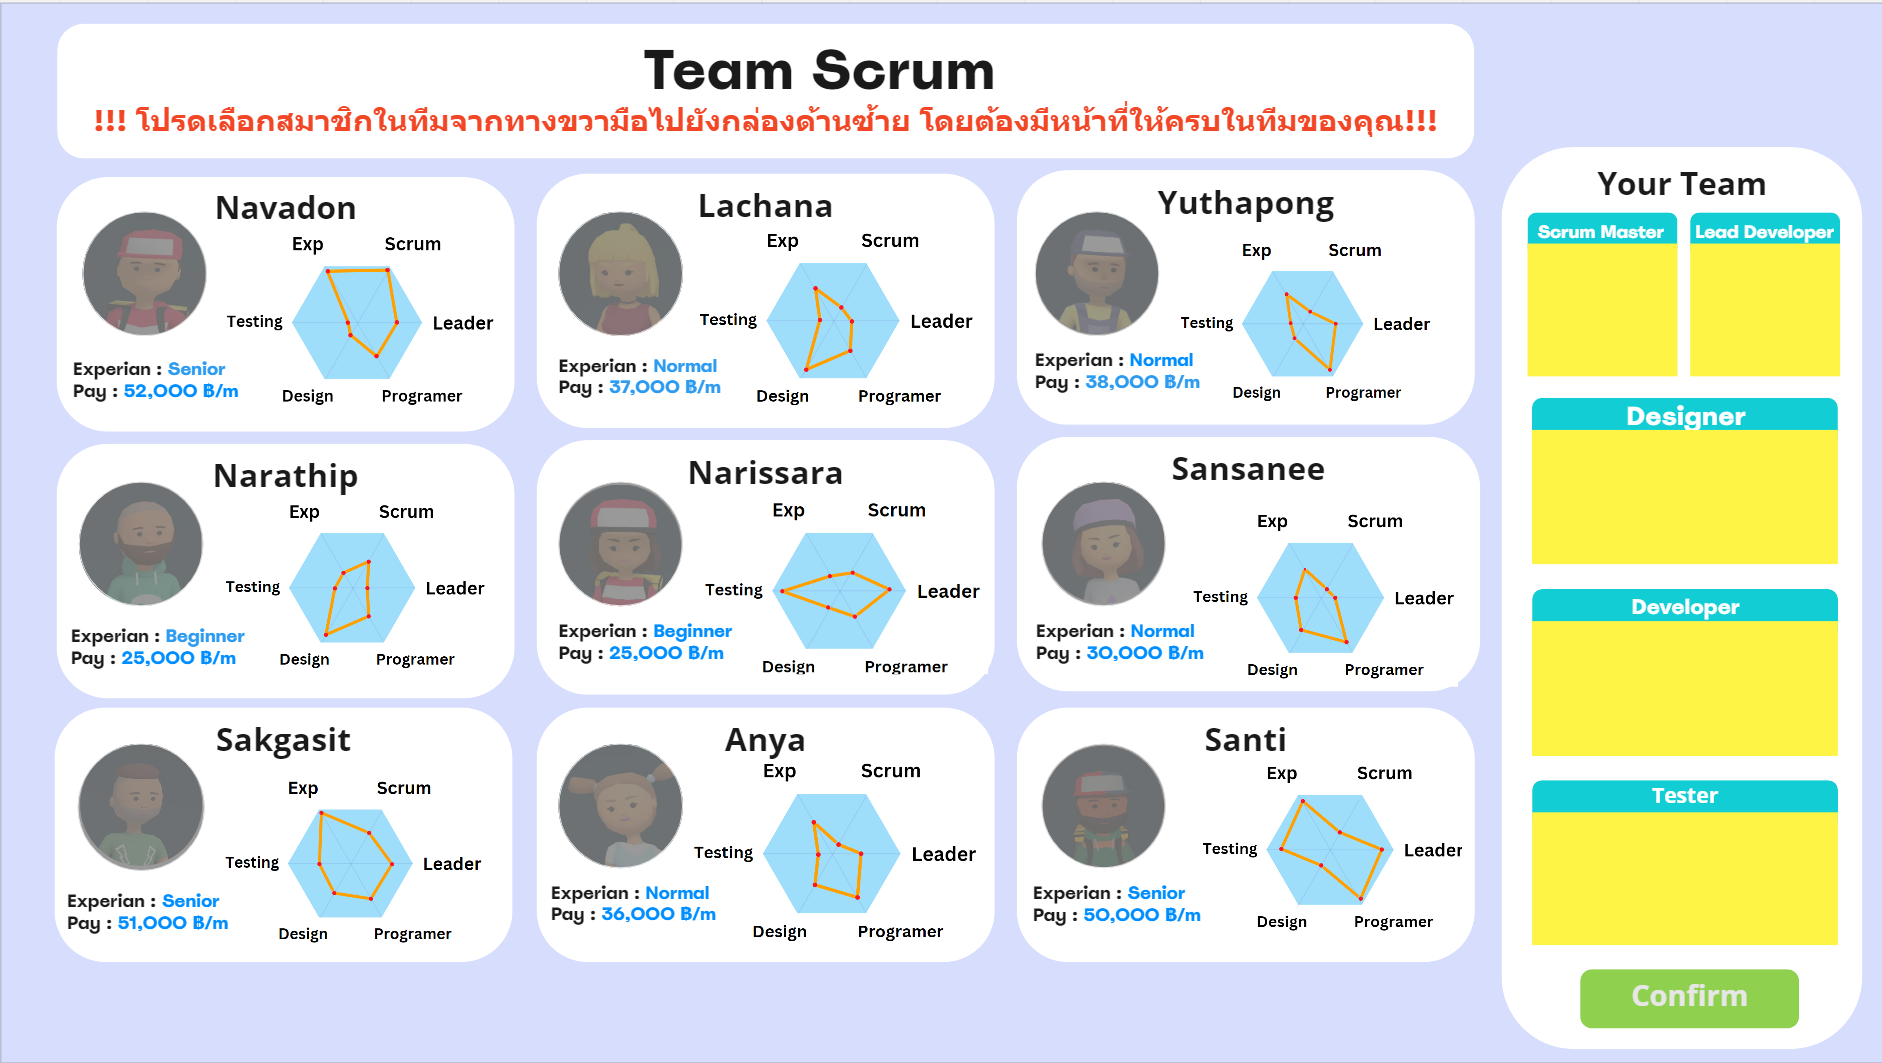 Team Scrum
!!! โปรดเลือกสมาชิกในทีมจากทางขวามือไปยังกล่องด้านซ้าย โดยต้องมีหน้าที่ให้ครบในทีมของคุณ!!!
Navadon
Exp
Scrum
Testing
Leader
Experian : Senior
Pay : 52,000 ฿/m
Design
Programer
Lachana
Exp
Scrum
Testing
Leader
Experian : Normal
Pay : 37,000 ฿/m
Design
Programer
Yuthapong
Exp
Scrum
Testing
Leader
Experian : Normal
Pay : 38,000 ฿/m
Design
Programer
Narathip
Exp
Scrum
Testing
Leader
Experian : Beginner
Pay : 25,000 ฿/m
Design
Programer
Narissara
Exp
Scrum
Testing
Leader
Experian : Beginner
Pay : 25,000 ฿/m
Design
Programer
Sansanee
Exp
Scrum
Testing
Leader
Experian : Normal
Pay : 30,000 ฿/m
Design
Programer
Sakgasit
Exp
Scrum
Testing
Leader
Experian : Senior
Pay : 51,000 ฿/m
Design
Programer
Anya
Exp
Scrum
Testing
Leader
Experian : Normal
Pay : 36,000 ฿/m
Design
Programer
Santi
Exp
Scrum
Testing
Leader
Experian : Senior
Pay : 50,000 ฿/m
Design
Programer
Your Team
Scrum Master
Lead Developer
Designer
Developer
Tester
Confirm